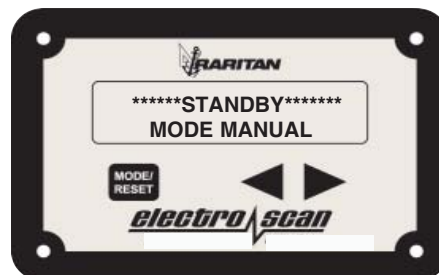 RARITAN
******STANDBY*******
MODE MANUAL
MODE/
RESET
electro scan